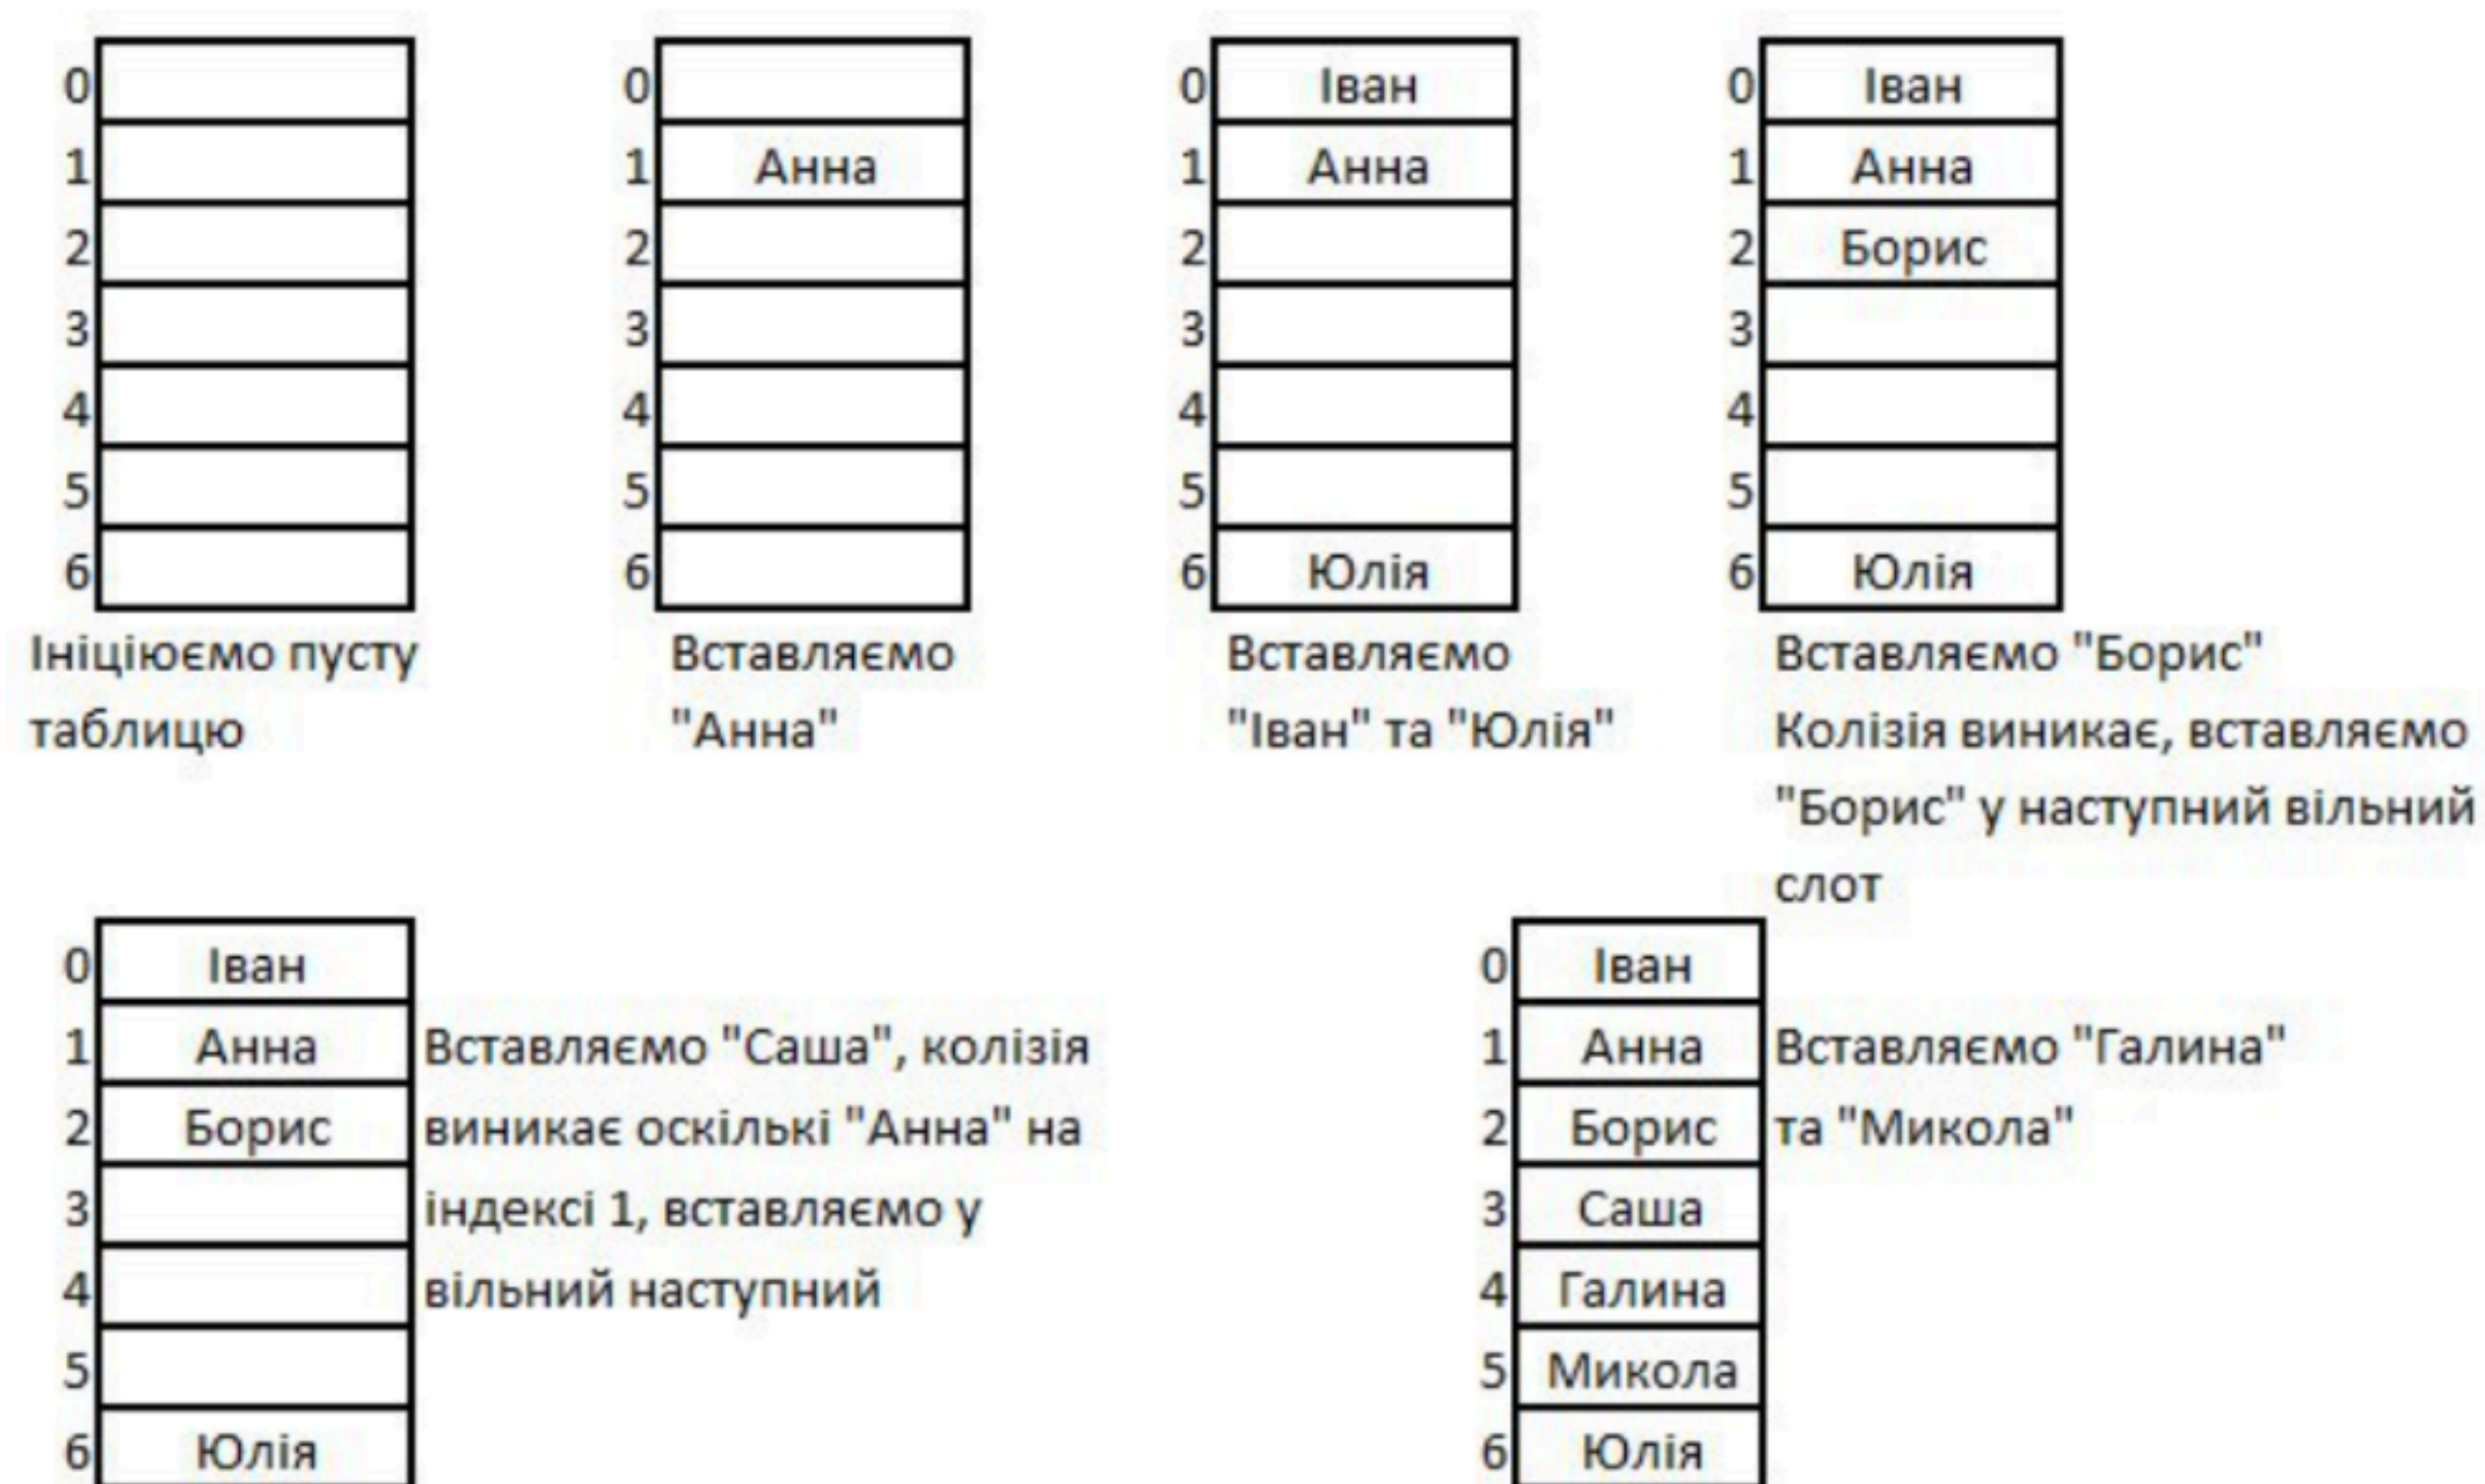 0
1
2
3
4
5
6
Ініціюємо пусту
таблицю
0
1 Анна
2
3
4
5
6
Вставляємо
"Анна"
0 Іван
1 Анна
2
3
4
5
6 Юлія
Вставляємо
"Іван" та "Юлія"
0 Іван
1 Анна
2 Борис
3
4
5
6 Юлія
Вставляємо "Борис"
Колізія виникає, вставляємо
"Борис" у наступний вільний
слот
0 Іван
1 Анна
2 Борис
3
4
5
6 Юлія
Вставляємо "Саша", колізія
виникає оскількі "Анна" на
індексі 1, вставляємо у
вільний наступний
0 Іван
1 Анна
2 Борис
3 Саша
4 Галина
5 Микола
6 Юлія
Вставляємо "Галина"
та "Микола"